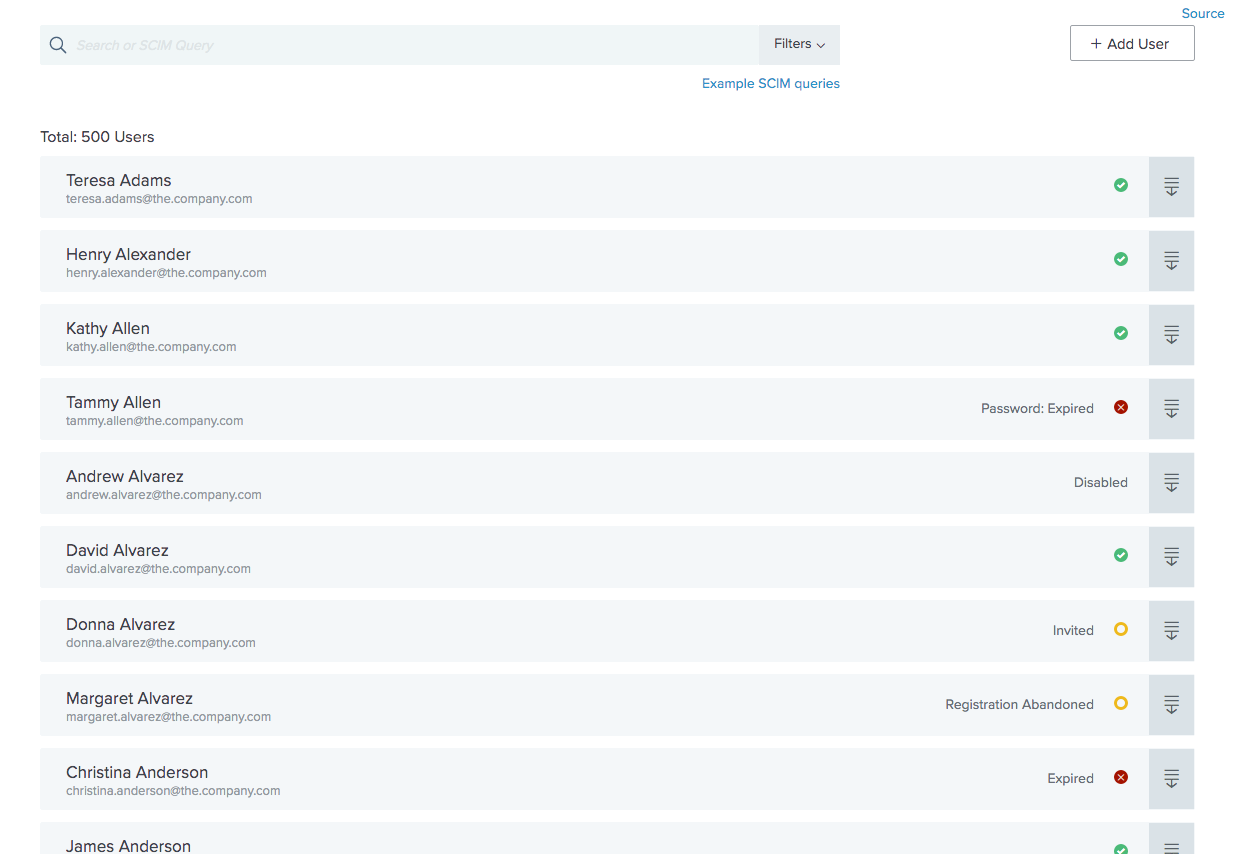 Source
Search or SCIM Query
Filters
+ Add User
Example SCIM queries
Total: 500 Users
Teresa Adams
teresa.adams@the.company.com
Henry Alexander
henry.alexander@the.company.com
Kathy Allen
kathy.allen@the.company.com
Tammy Allen
tammy.allen@the.company.com
Password: Expired
Andrew Alvarez
andrew.alvarez@the.company.com
Disabled
David Alvarez
david.alvarez@the.company.com
Donna Alvarez
donna.alvarez@the.company.com
Invited
Margaret Alvarez
margaret.alvarez@the.company.com
Registration Abandoned
Christina Anderson
christina.anderson@the.company.com
Expired
James Anderson